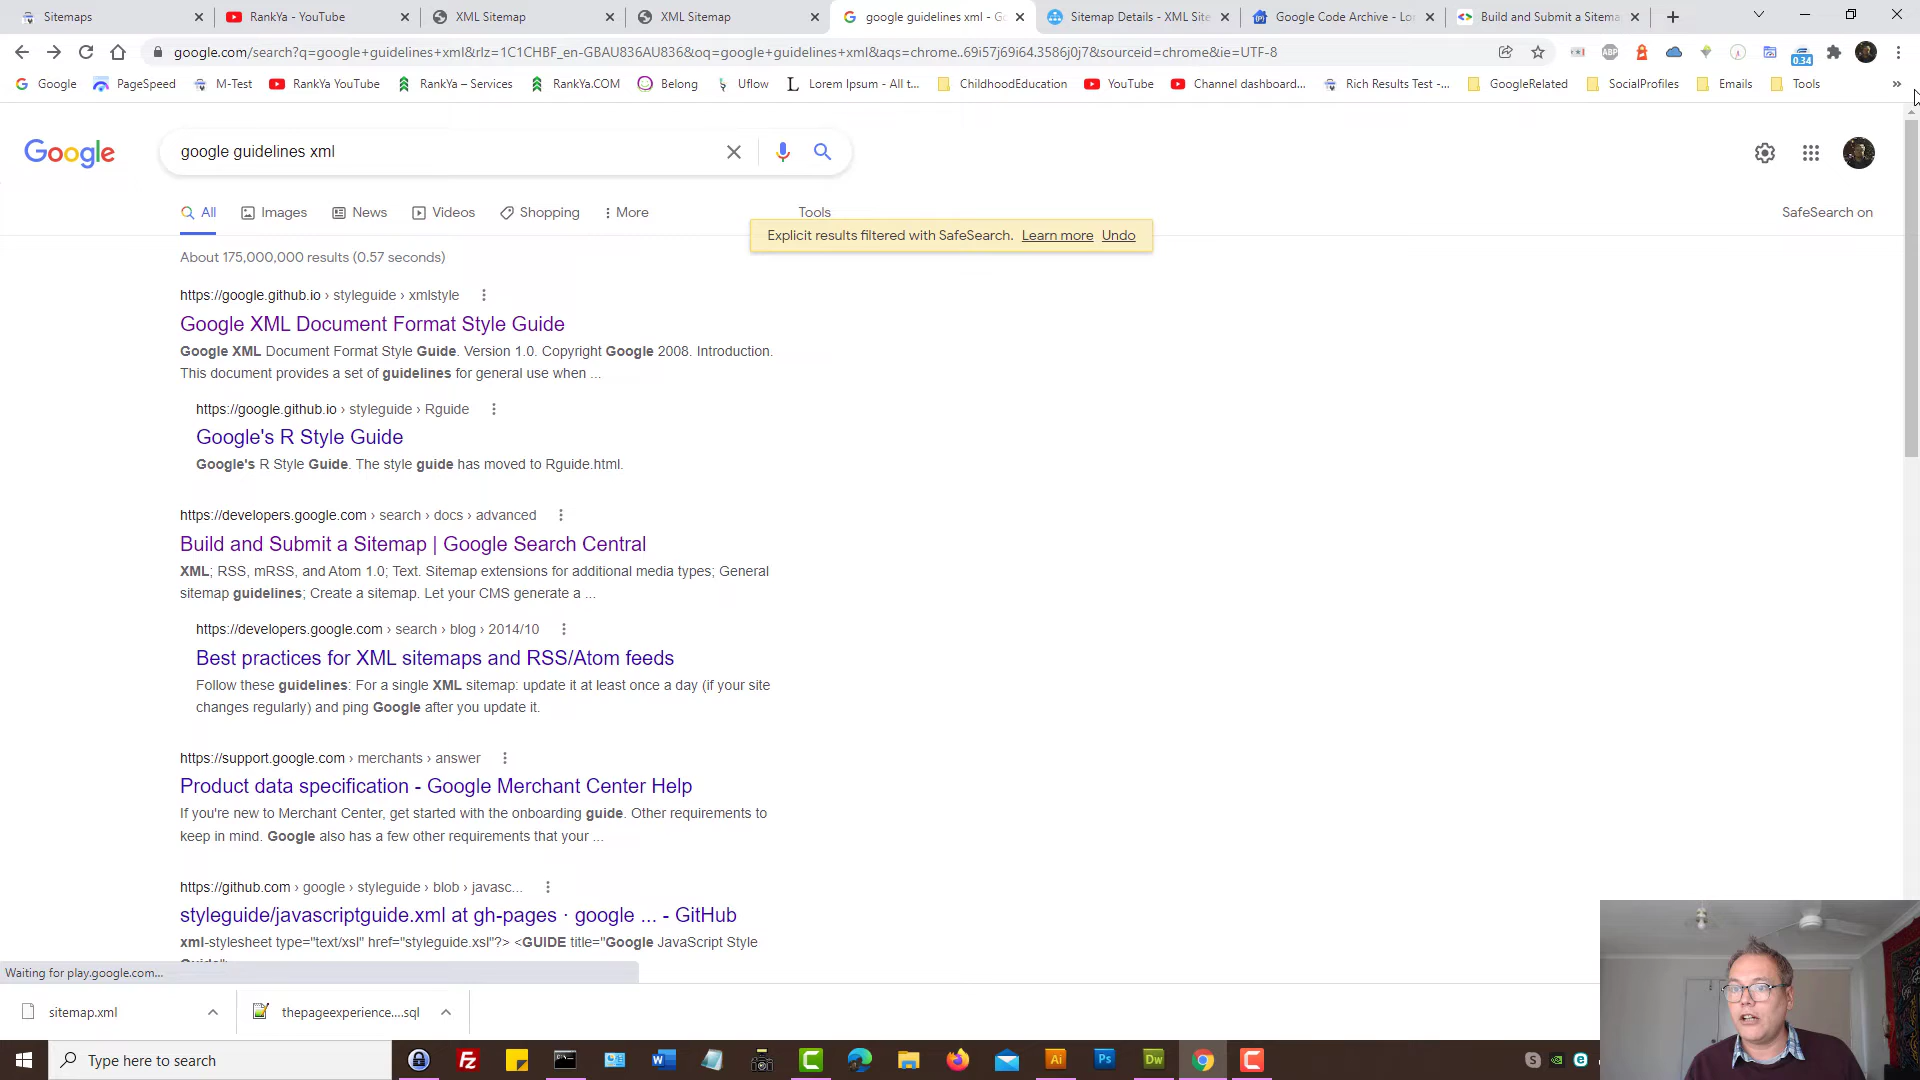 Sitemaps
RankYa - YouTube
XML Sitemap
XML Sitemap
google guidelines xml - Go
Sitemap Details - XML Site
Google Code Archive - Lor
Build and Submit a Sitema
google.com/search?q=google+guidelines+xml&rlz=1C1CHBF_en-GBAU836AU836&oq=google+guidelines+xml&aqs=chrome..69i57j69i64.3586j0j7&sourceid=chrome&ie=UTF-8
ABP
0.34
Google
PageSpeed
M-Test
RankYa YouTube
RankYa – Services
RankYa.COM
Belong
Uflow
Lorem Ipsum - All t...
ChildhoodEducation
YouTube
Channel dashboard...
Rich Results Test -...
GoogleRelated
SocialProfiles
Emails
Tools
»
Google
google guidelines xml
All
Images
News
Videos
Shopping
More
Tools
SafeSearch on
Explicit results filtered with SafeSearch. Learn more Undo
About 175,000,000 results (0.57 seconds)
https://google.github.io › styleguide › xmlstyle
Google XML Document Format Style Guide
Google XML Document Format Style Guide. Version 1.0. Copyright Google 2008. Introduction.
This document provides a set of guidelines for general use when ...
https://google.github.io › styleguide › Rguide
Google's R Style Guide
Google's R Style Guide. The style guide has moved to Rguide.html.
https://developers.google.com › search › docs › advanced
Build and Submit a Sitemap | Google Search Central
XML; RSS, mRSS, and Atom 1.0; Text. Sitemap extensions for additional media types; General
sitemap guidelines; Create a sitemap. Let your CMS generate a ...
https://developers.google.com › search › blog › 2014/10
Best practices for XML sitemaps and RSS/Atom feeds
Follow these guidelines: For a single XML sitemap: update it at least once a day (if your site
changes regularly) and ping Google after you update it.
https://support.google.com › merchants › answer
Product data specification - Google Merchant Center Help
If you're new to Merchant Center, get started with the onboarding guide. Other requirements to
keep in mind. Google also has a few other requirements that your ...
https://github.com › google › styleguide › blob › javasc...
styleguide/javascriptguide.xml at gh-pages · google ... - GitHub
xml-stylesheet type="text/xsl" href="styleguide.xsl"?> <GUIDE title="Google JavaScript Style
Waiting for play.google.com...
sitemap.xml
thepageexperience....sql
Type here to search
Fz
W
C
Ai
Ps
Dw
C
S
e